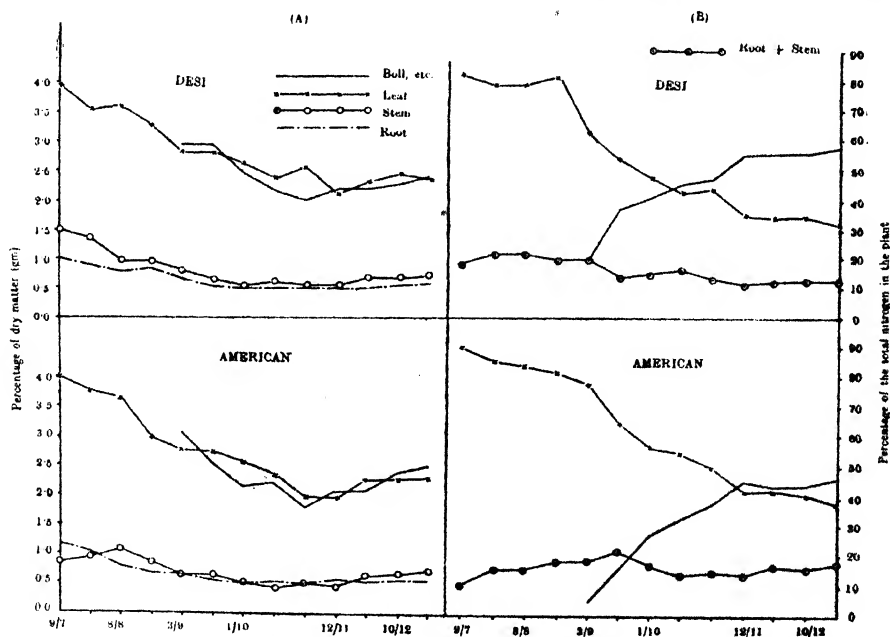 (A)
(B)
DESI
Boll, etc.
Leaf
Stem
Root
Root + Stem
DESI
4·0
3·5
3·0
2·5
2·0
1·5
1·0
0·5
0·0
90
80
70
60
50
40
30
20
10
0
Percentage of dry matter (gm)
Percentage of the total nitrogen in the plant
AMERICAN
AMERICAN
4·0
3·5
3·0
2·5
2·0
1·5
1·0
0·5
0·0
90
80
70
60
50
40
30
20
10
0
9/7 8/8 3/9 1/10 12/11 10/12
9/7 8/8 3/9 1/10 12/11 10/12